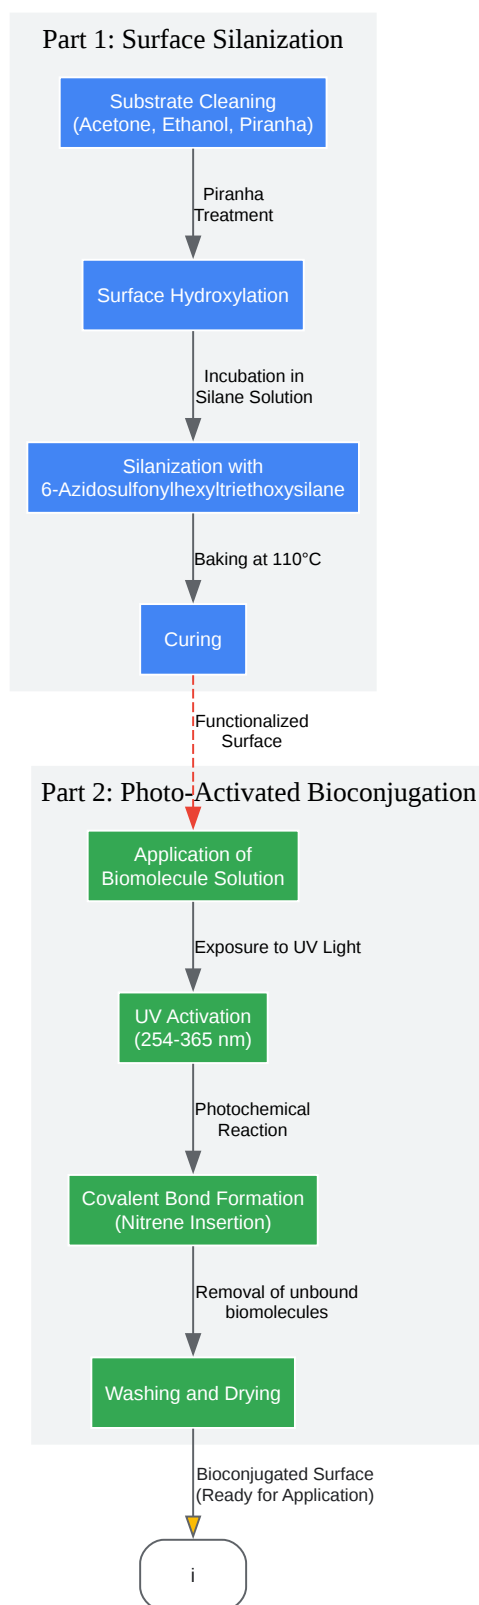 Part 1: Surface Silanization
Substrate Cleaning
(Acetone, Ethanol, Piranha)
Piranha
Treatment
Surface Hydroxylation
Incubation in
Silane Solution
Silanization with
6-Azidosulfonylhexyltriethoxysilane
Baking at 110°C
Curing
Functionalized
Surface
Part 2: Photo-Activated Bioconjugation
Application of
Biomolecule Solution
Exposure to UV Light
UV Activation
(254-365 nm)
Photochemical
Reaction
Covalent Bond Formation
(Nitrene Insertion)
Removal of unbound
biomolecules
Washing and Drying
Bioconjugated Surface
(Ready for Application)
i